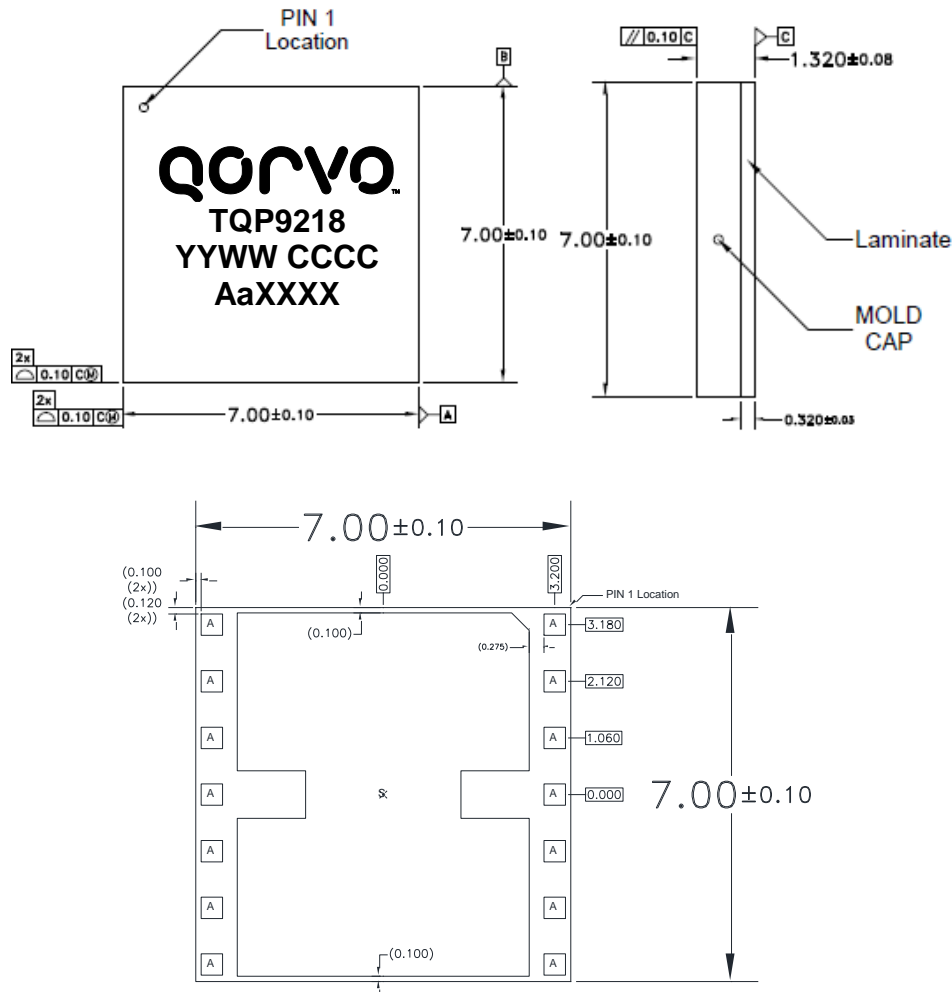 PIN 1
Location
B
QORVO™
TQP9218
YYWW CCCC
AaXXXX
7.00±0.10
2x
⌓ 0.10 CⓂ
2x
⌓ 0.10 CⓂ
7.00±0.10
A
// 0.10 C
C
1.320±0.08
7.00±0.10
Laminate
MOLD
CAP
0.320±0.03
7.00±0.10
(0.100
(2x))
(0.120
(2x))
0.000
3.200
PIN 1 Location
(0.100)
(0.275)
A
A
3.180
A
A
2.120
A
A
1.060
A
A
0.000
7.00±0.10
A
A
A
A
A
A
(0.100)